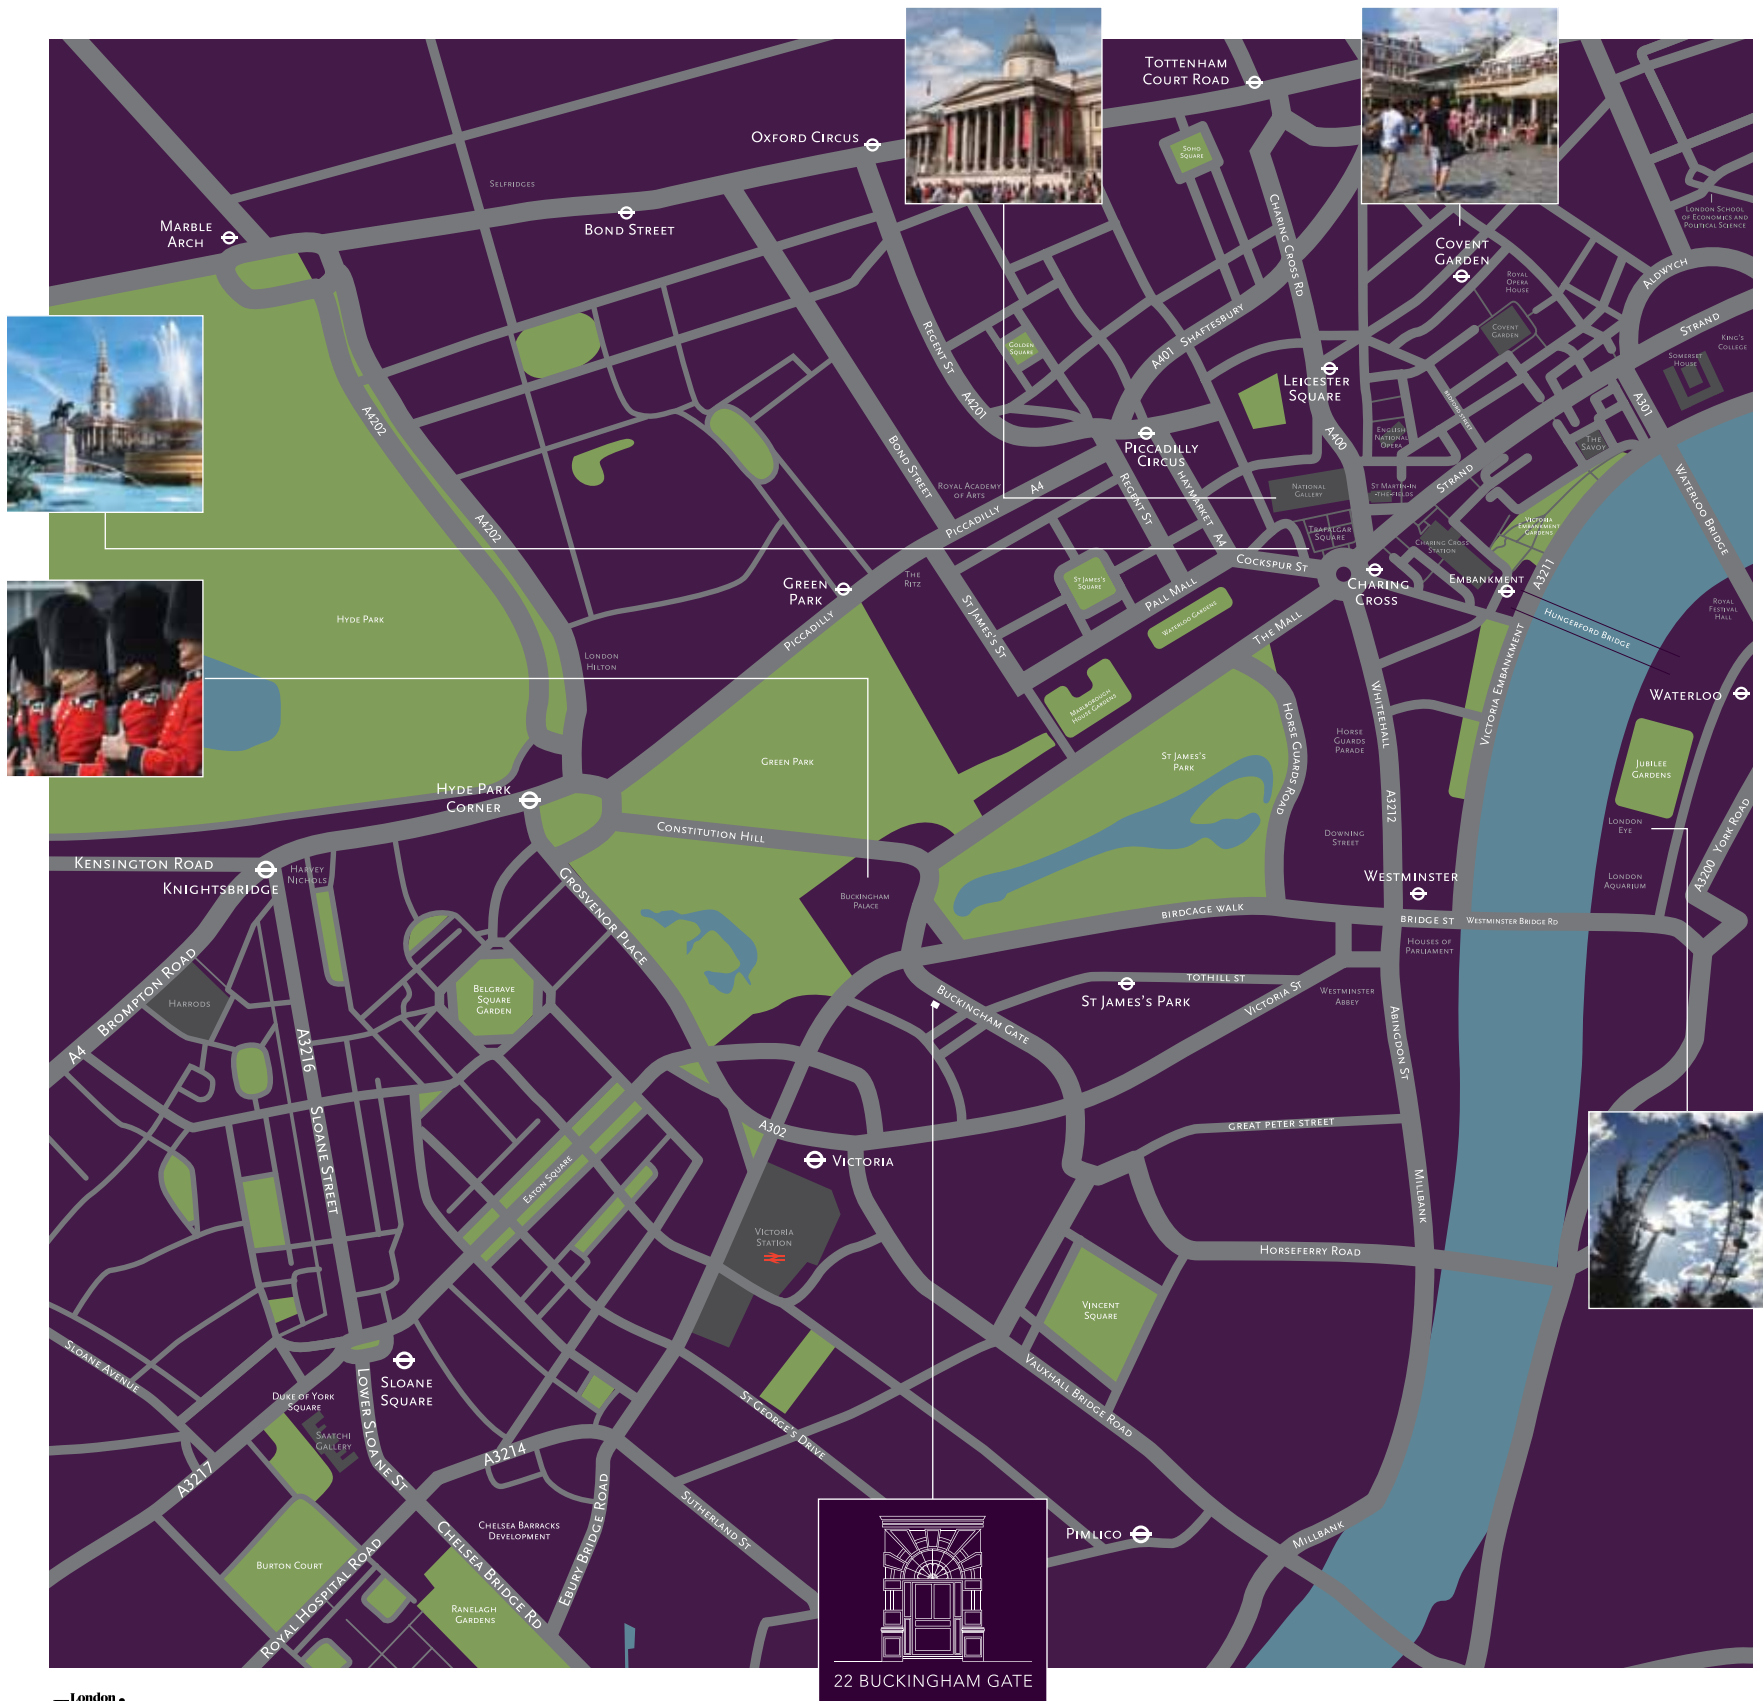 TOTTENHAM
COURT ROAD
OXFORD CIRCUS
SOHO
SQUARE
SELFRIDGES
BOND STREET
MARBLE
ARCH
CHARING CROSS RD
LONDON SCHOOL
OF ECONOMICS AND
POLITICAL SCIENCE
COVENT
GARDEN
ROYAL
OPERA
HOUSE
ALDWYCH
STRAND
KING'S
COLLEGE
SOMERSET
HOUSE
COVENT
GARDEN
REGENT ST
A4201
GOLDEN
SQUARE
A401
SHAFTESBURY
LEICESTER
SQUARE
BEDFORD STREET
A301
A4202
A400
ENGLISH
NATIONAL
OPERA
THE
SAVOY
PICCADILLY
CIRCUS
BOND STREET
ROYAL ACADEMY
OF ARTS
A4
REGENT ST
HAYMARKET
A4
NATIONAL
GALLERY
ST MARTIN-IN
-THE-FIELDS
STRAND
WATERLOO BRIDGE
A4202
PICCADILLY
TRAFALGAR
SQUARE
CHARING CROSS
STATION
VICTORIA
EMBANKMENT
GARDENS
COCKSPUR ST
CHARING
CROSS
EMBANKMENT
A3211
GREEN
PARK
THE
RITZ
ST JAMES'S
SQUARE
PALL MALL
WATERLOO GARDENS
HUNGERFORD BRIDGE
ROYAL
FESTIVAL
HALL
HYDE PARK
PICCADILLY
ST JAMES'S ST
THE MALL
LONDON
HILTON
MARLBOROUGH
HOUSE GARDENS
WHITEEHALL
VICTORIA EMBANKMENT
WATERLOO
HORSE GUARDS ROAD
HORSE
GUARDS
PARADE
ST JAMES'S
PARK
GREEN PARK
JUBILEE
GARDENS
HYDE PARK
CORNER
A3212
CONSTITUTION HILL
DOWNING
STREET
LONDON
EYE
A3200
YORK ROAD
KENSINGTON ROAD
KNIGHTSBRIDGE
HARVEY
NICHOLS
GROSVENOR PLACE
BUCKINGHAM
PALACE
WESTMINSTER
LONDON
AQUARIUM
BIRDCAGE WALK
BRIDGE ST
WESTMINSTER BRIDGE RD
HOUSES OF
PARLIAMENT
BROMPTON ROAD
A4
HARRODS
BELGRAVE
SQUARE
GARDEN
BUCKINGHAM GATE
TOTHILL ST
ST JAMES'S PARK
VICTORIA ST
WESTMINSTER
ABBEY
ABINGDON ST
A3216
SLOANE STREET
A302
GREAT PETER STREET
VICTORIA
EATON SQUARE
MILLBANK
VICTORIA
STATION
HORSEFERRY ROAD
VINCENT
SQUARE
SLOANE AVENUE
SLOANE
SQUARE
DUKE OF YORK
SQUARE
LOWER SLOANE ST
SAATCHI
GALLERY
ST GEORGE'S DRIVE
VAUXHALL BRIDGE ROAD
A3214
A3217
SUTHERLAND ST
EBURY BRIDGE ROAD
CHELSEA BARRACKS
DEVELOPMENT
CHELSEA BRIDGE RD
PIMLICO
MILLBANK
BURTON COURT
ROYAL HOSPITAL ROAD
RANELAGH
GARDENS
22 BUCKINGHAM GATE
London